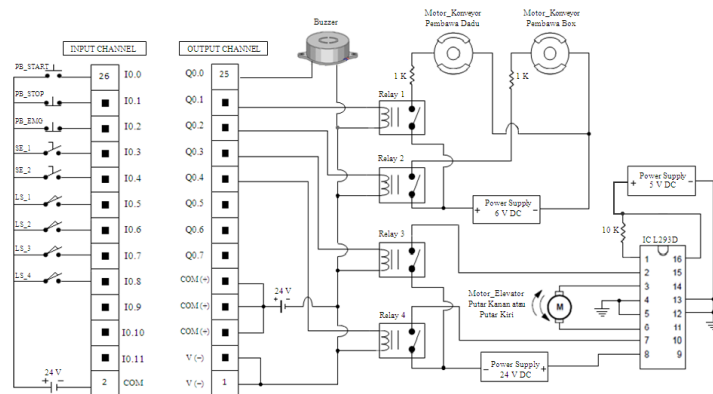 Buzzer
Motor_Konveyor
Pembawa Dadu
Motor_Konveyor
Pembawa Box
INPUT CHANNEL
OUTPUT CHANNEL
PB_START
26
I0.0
Q0.0
25
1 K
1 K
PB_STOP
I0.1
Q0.1
Relay 1
PB_EMG
I0.2
Q0.2
SE_1
I0.3
Q0.3
Relay 2
SE_2
I0.4
Q0.4
Power Supply
5 V DC
+
−
LS_1
I0.5
Q0.5
Power Supply
6 V DC
+
−
LS_2
I0.6
Q0.6
Relay 3
10 K
IC L293D
LS_3
I0.7
Q0.7
1
16
LS_4
I0.8
COM (+)
2
15
24 V
+
−
Motor_Elevator
Putar Kanan atau
Putar Kiri
M
3
14
I0.9
COM (+)
4
13
5
12
I0.10
COM (+)
Relay 4
6
11
7
10
I0.11
V (−)
8
9
24 V
+
−
2
COM
V (−)
1
−
Power Supply
24 V DC
+